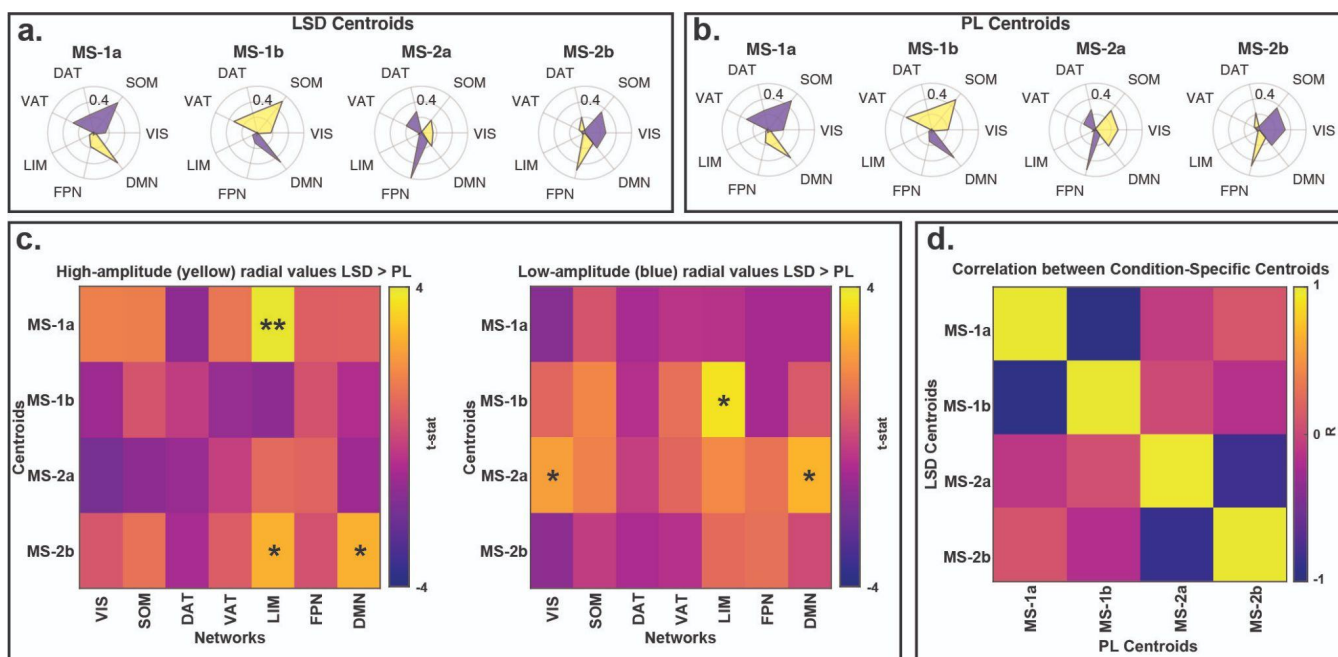 a.
LSD Centroids
MS-1a
MS-1b
MS-2a
MS-2b
DAT
SOM
VAT
0.4
VIS
LIM
FPN
DMN
DAT
SOM
VAT
0.4
VIS
LIM
FPN
DMN
DAT
SOM
VAT
0.4
VIS
LIM
FPN
DMN
DAT
SOM
VAT
0.4
VIS
LIM
FPN
DMN
b.
PL Centroids
MS-1a
MS-1b
MS-2a
MS-2b
DAT
SOM
VAT
0.4
VIS
LIM
FPN
DMN
DAT
SOM
VAT
0.4
VIS
LIM
FPN
DMN
DAT
SOM
VAT
0.4
VIS
LIM
FPN
DMN
DAT
SOM
VAT
0.4
VIS
LIM
FPN
DMN
c.
High-amplitude (yellow) radial values LSD > PL
Centroids
MS-1a
MS-1b
MS-2a
MS-2b
**
*
*
VIS
SOM
DAT
VAT
LIM
FPN
DMN
Networks
4
t-stat
-4
Low-amplitude (blue) radial values LSD > PL
Centroids
MS-1a
MS-1b
MS-2a
MS-2b
*
*
*
VIS
SOM
DAT
VAT
LIM
FPN
DMN
Networks
4
t-stat
-4
d.
Correlation between Condition-Specific Centroids
LSD Centroids
MS-1a
MS-1b
MS-2a
MS-2b
MS-1a
MS-1b
MS-2a
MS-2b
PL Centroids
1
0
R
-1